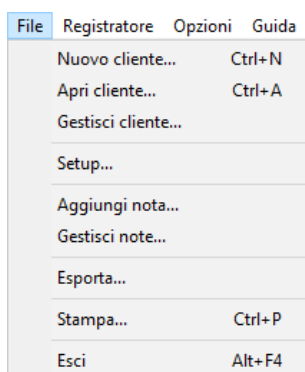 File Registratore Opzioni Guida
Nuovo cliente... Ctrl+N
Apri cliente... Ctrl+A
Gestisci cliente...
Setup...
Aggiungi nota...
Gestisci note...
Esporta...
Stampa... Ctrl+P
Esci Alt+F4